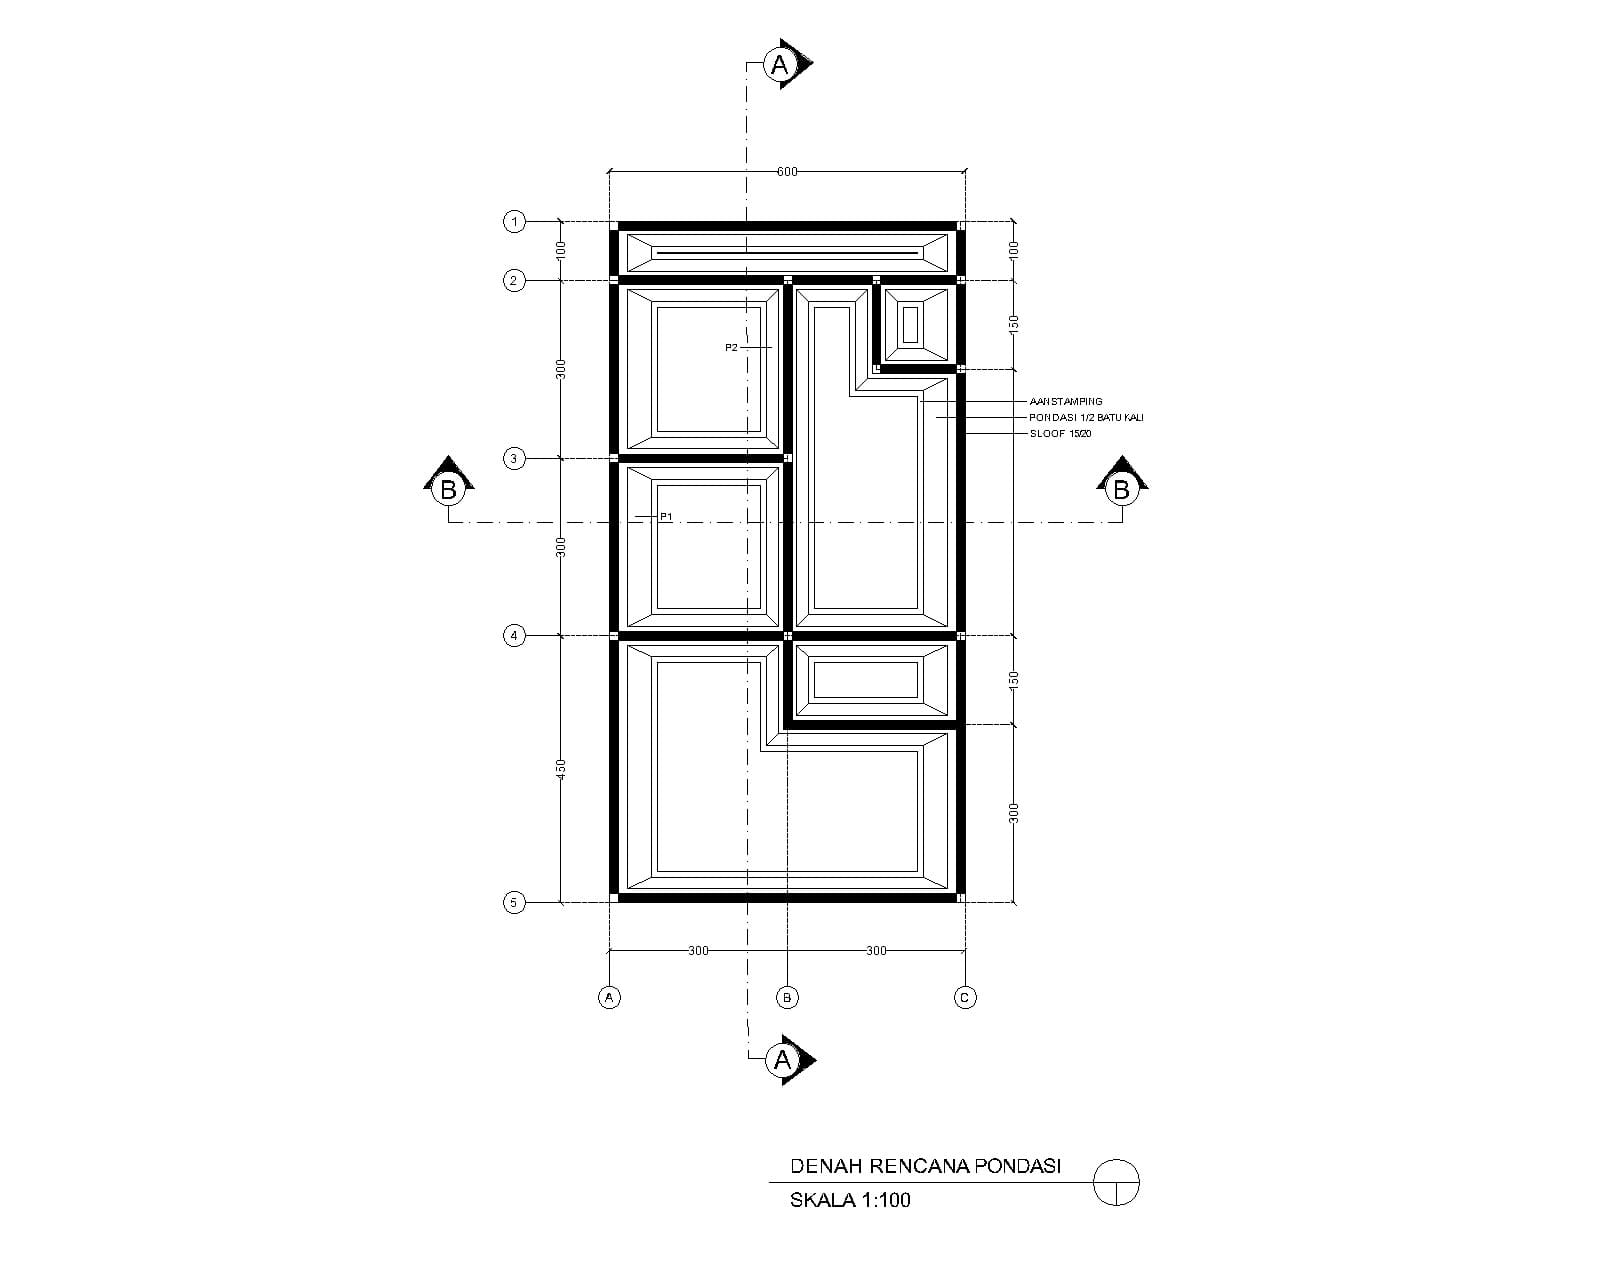 A
600
1
100
100
2
300
150
P2
AANSTAMPING
PONDASI 1/2 BATU KALI
SLOOF 15/20
3
B
B
P1
300
4
150
450
300
5
300
300
A
B
C
A
DENAH RENCANA PONDASI
SKALA 1:100